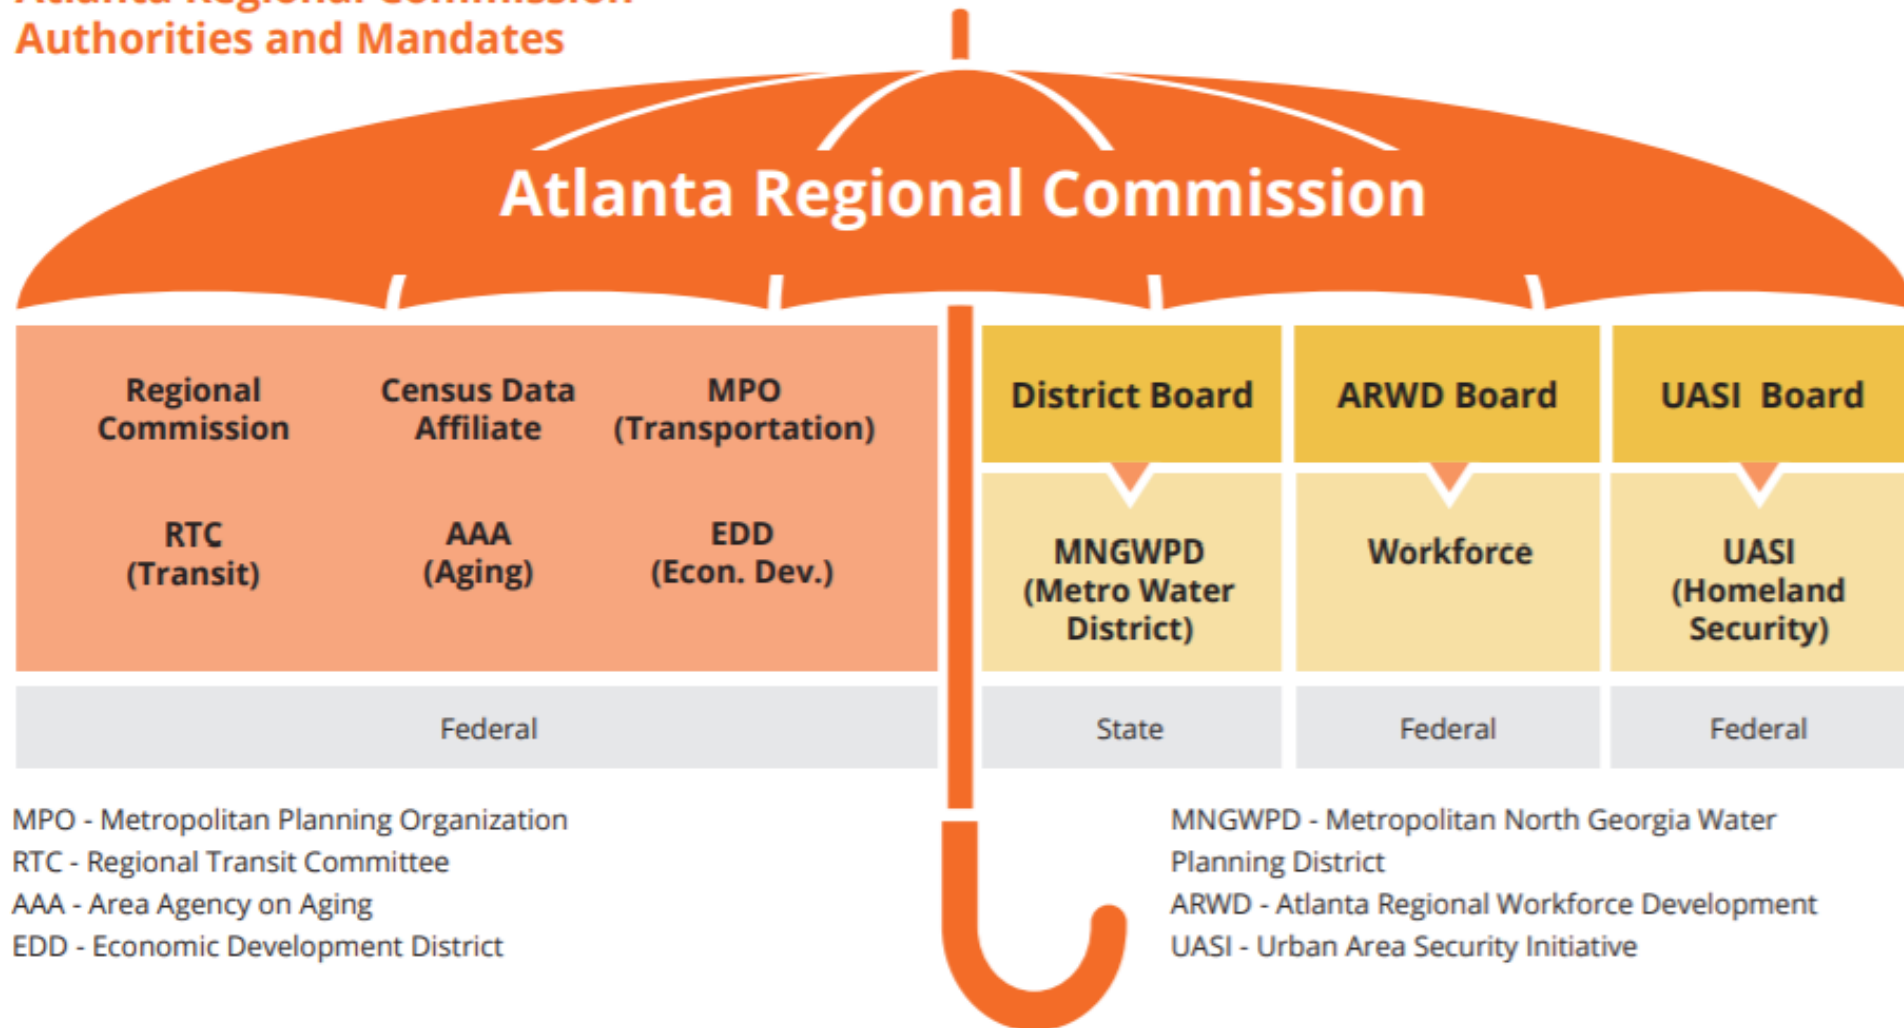 Atlanta Regional Commission
Authorities and Mandates
Atlanta Regional Commission
Regional
Commission
Census Data
Affiliate
MPO
(Transportation)
RTC
(Transit)
AAA
(Aging)
EDD
(Econ. Dev.)
District Board
ARWD Board
UASI Board
MNGWPD
(Metro Water
District)
Workforce
UASI
(Homeland
Security)
Federal
State
Federal
Federal
MPO - Metropolitan Planning Organization
RTC - Regional Transit Committee
AAA - Area Agency on Aging
EDD - Economic Development District
MNGWPD - Metropolitan North Georgia Water
Planning District
ARWD - Atlanta Regional Workforce Development
UASI - Urban Area Security Initiative